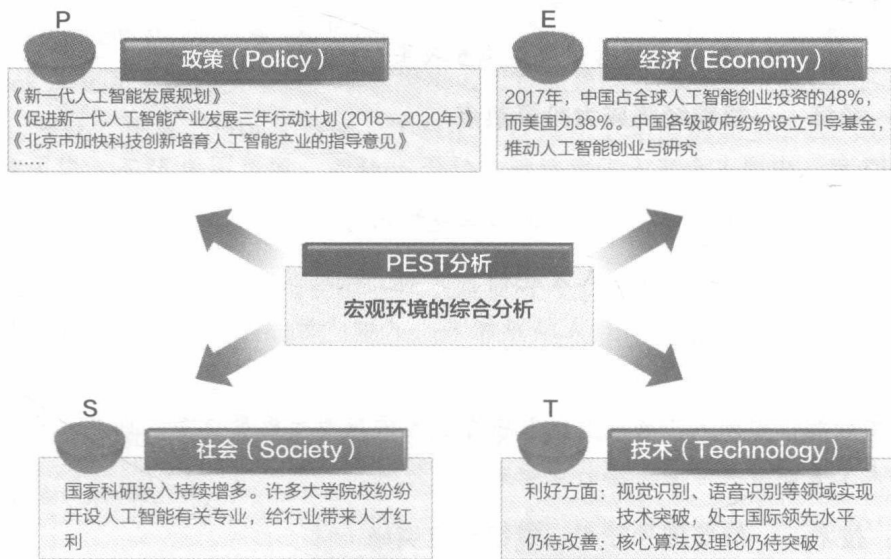 P
政策（Policy）
《新一代人工智能发展规划》
《促进新一代人工智能产业发展三年行动计划（2018—2020年）》
《北京市加快科技创新培育人工智能产业的指导意见》
……
E
经济（Economy）
2017年，中国占全球人工智能创业投资的48%，
而美国为38%。中国各级政府纷纷设立引导基金，
推动人工智能创业与研究
PEST分析
宏观环境的综合分析
S
社会（Society）
国家科研投入持续增多。许多大学院校纷纷
开设人工智能有关专业，给行业带来人才红
利
T
技术（Technology）
利好方面：视觉识别、语音识别等领域实现
技术突破，处于国际领先水平
仍待改善：核心算法及理论仍待突破